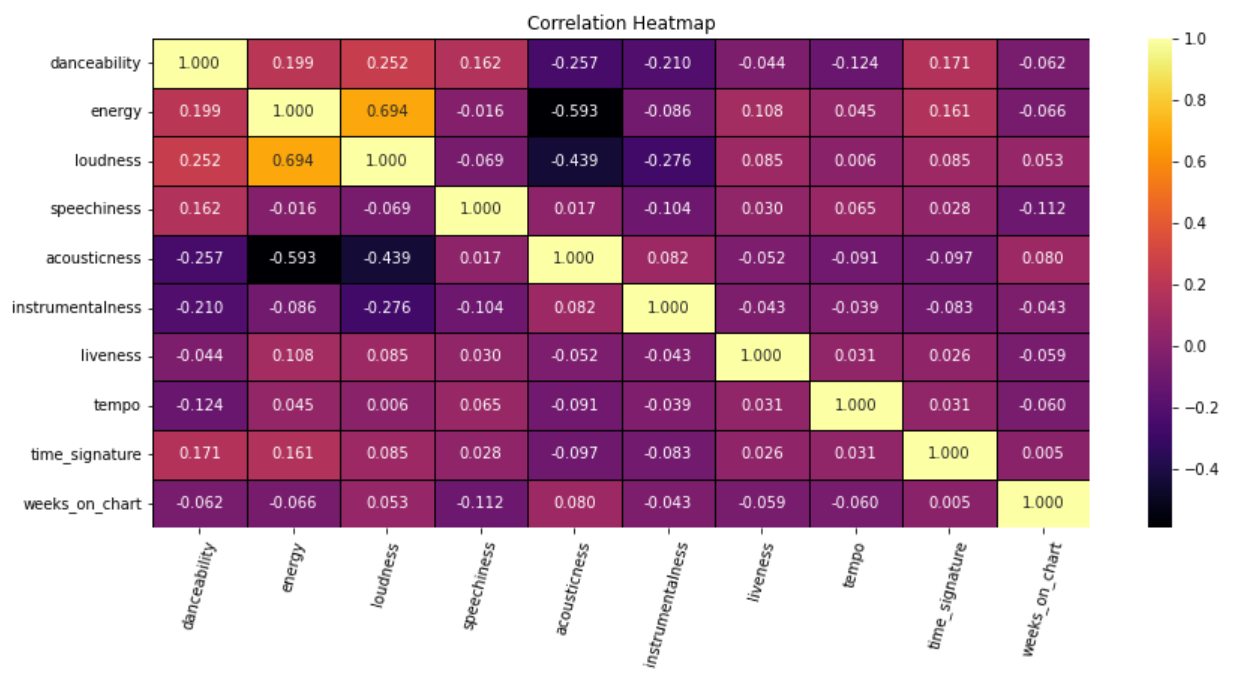 Correlation Heatmap
danceability 1.000 0.199 0.252 0.162 -0.257 -0.210 -0.044 -0.124 0.171 -0.062
energy 0.199 1.000 0.694 -0.016 -0.593 -0.086 0.108 0.045 0.161 -0.066
loudness 0.252 0.694 1.000 -0.069 -0.439 -0.276 0.085 0.006 0.085 0.053
speechiness 0.162 -0.016 -0.069 1.000 0.017 -0.104 0.030 0.065 0.028 -0.112
acousticness -0.257 -0.593 -0.439 0.017 1.000 0.082 -0.052 -0.091 -0.097 0.080
instrumentalness -0.210 -0.086 -0.276 -0.104 0.082 1.000 -0.043 -0.039 -0.083 -0.043
liveness -0.044 0.108 0.085 0.030 -0.052 -0.043 1.000 0.031 0.026 -0.059
tempo -0.124 0.045 0.006 0.065 -0.091 -0.039 0.031 1.000 0.031 -0.060
time_signature 0.171 0.161 0.085 0.028 -0.097 -0.083 0.026 0.031 1.000 0.005
weeks_on_chart -0.062 -0.066 0.053 -0.112 0.080 -0.043 -0.059 -0.060 0.005 1.000
danceability energy loudness speechiness acousticness instrumentalness liveness tempo time_signature weeks_on_chart
1.0
0.8
0.6
0.4
0.2
0.0
−0.2
−0.4